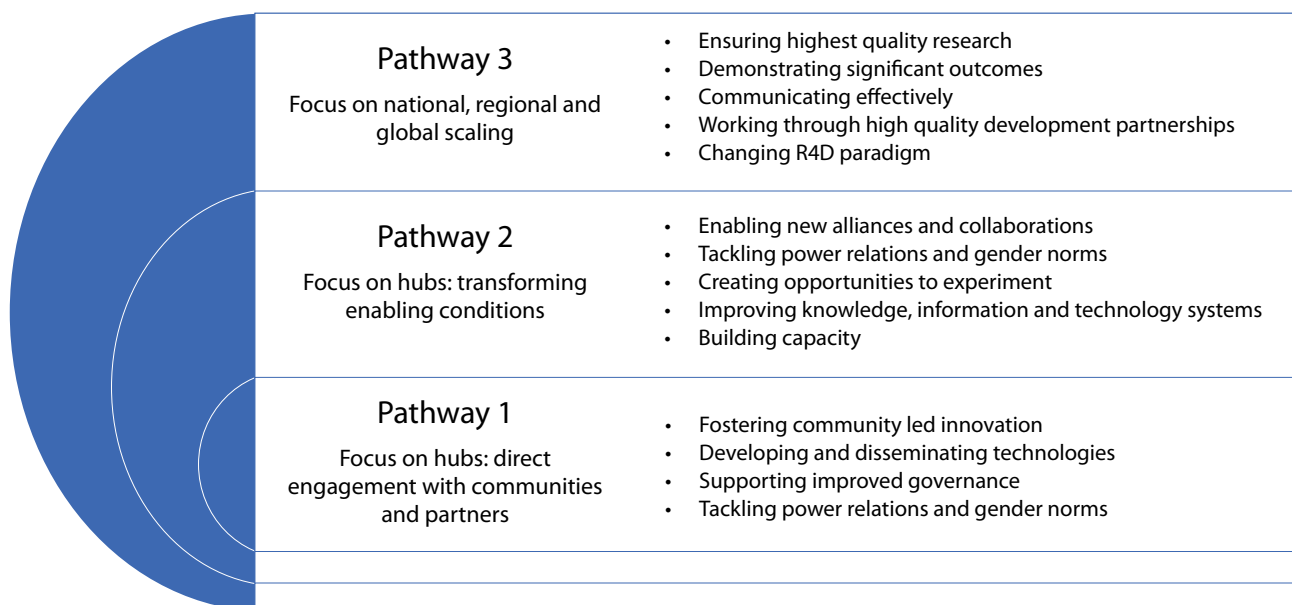 Pathway 3
Focus on national, regional and
global scaling
• Ensuring highest quality research
• Demonstrating significant outcomes
• Communicating effectively
• Working through high quality development partnerships
• Changing R4D paradigm
Pathway 2
Focus on hubs: transforming
enabling conditions
• Enabling new alliances and collaborations
• Tackling power relations and gender norms
• Creating opportunities to experiment
• Improving knowledge, information and technology systems
• Building capacity
Pathway 1
Focus on hubs: direct
engagement with communities
and partners
• Fostering community led innovation
• Developing and disseminating technologies
• Supporting improved governance
• Tackling power relations and gender norms